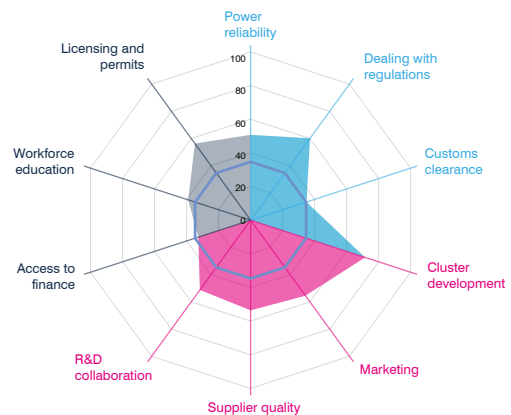 Power
reliability
Licensing and
permits
Dealing with
regulations
100
80
60
40
20
0
Workforce
education
Customs
clearance
Access to
finance
Cluster
development
R&D
collaboration
Marketing
Supplier quality